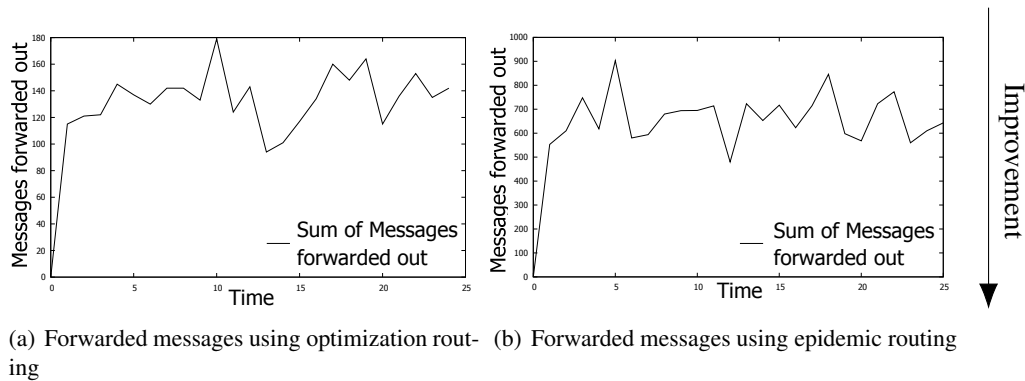 Messages forwarded out
180
160
140
120
100
80
60
40
20
0
0 5 10 15 20 25
Time
Sum of Messages
forwarded out
Messages forwarded out
1000
900
800
700
600
500
400
300
200
100
0
0 5 10 15 20 25
Time
Sum of Messages
forwarded out
Improvement
(a) Forwarded messages using optimization rout-
ing
(b) Forwarded messages using epidemic routing